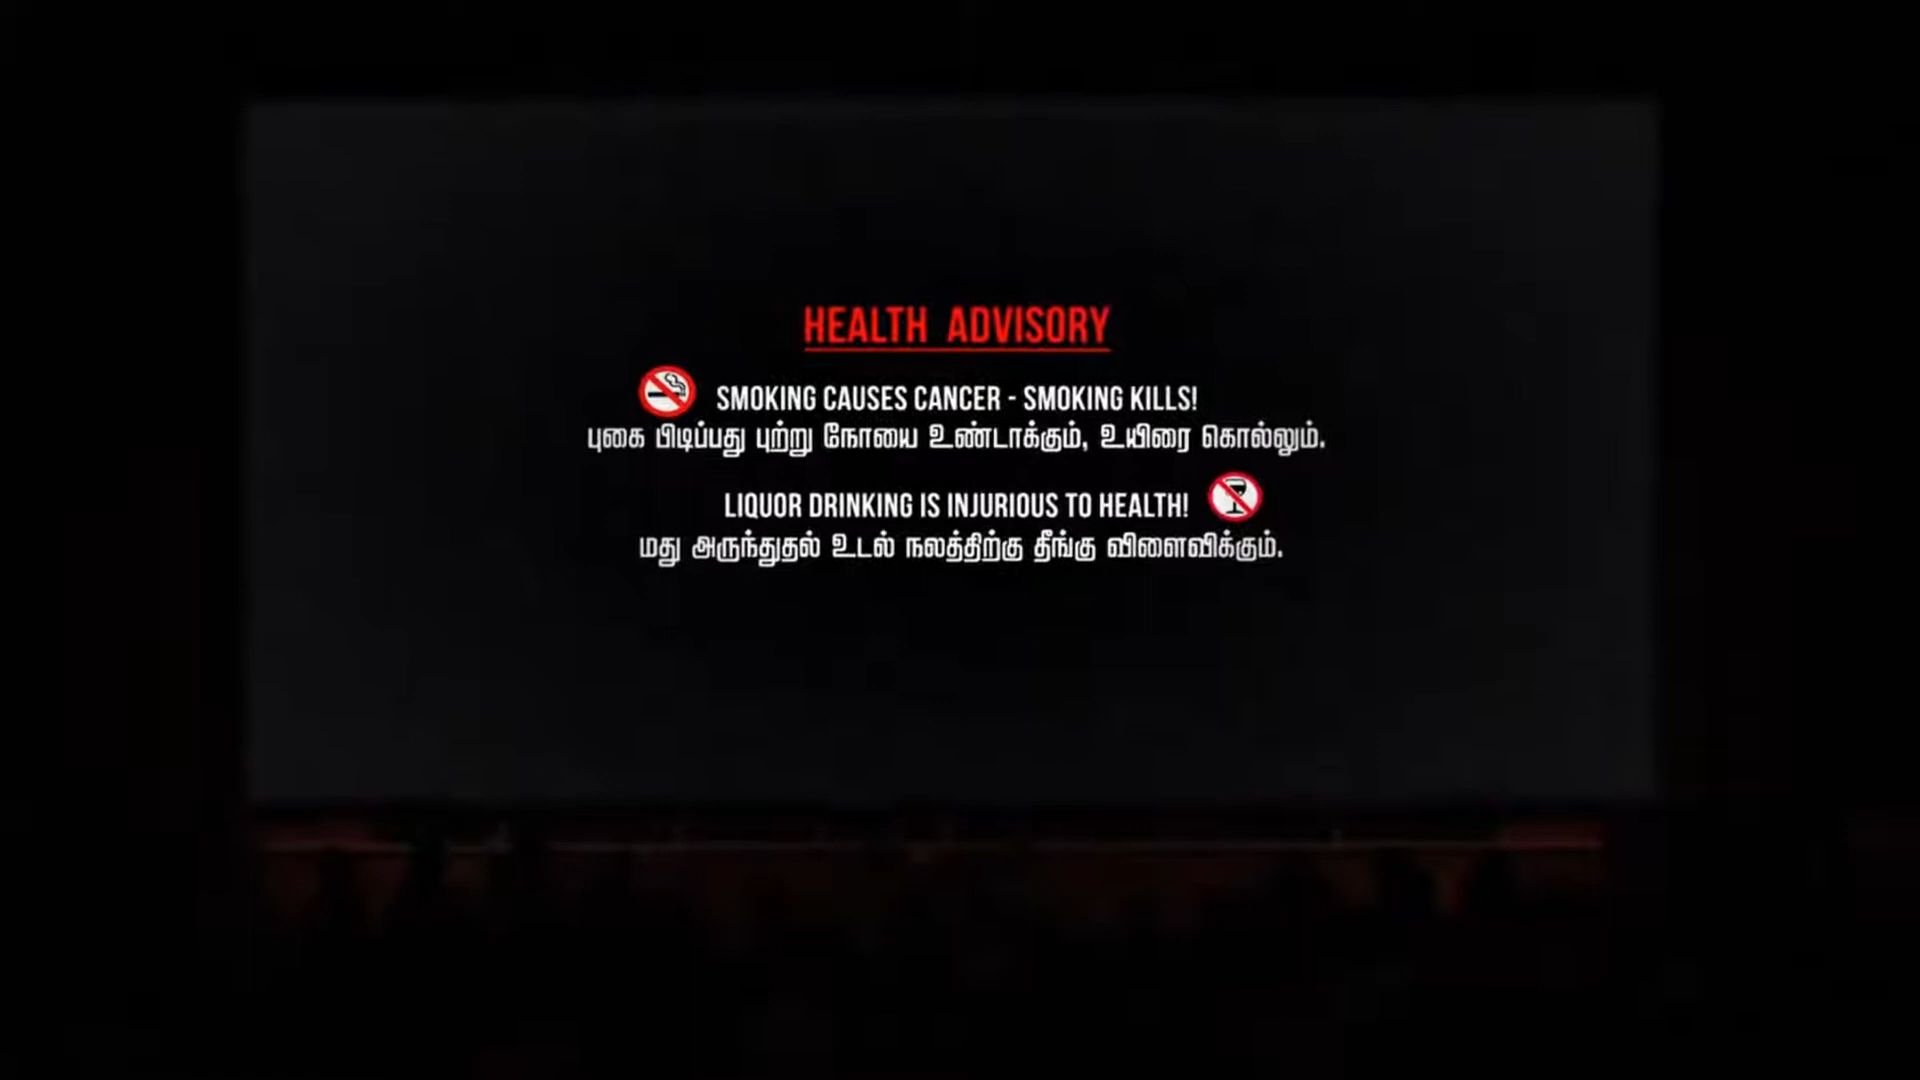 HEALTH ADVISORY
SMOKING CAUSES CANCER - SMOKING KILLS!
புகை பிடிப்பது புற்று நோயை உண்டாக்கும், உயிரை கொல்லும்.
LIQUOR DRINKING IS INJURIOUS TO HEALTH!
மது அருந்துதல் உடல் நலத்திற்கு தீங்கு விளைவிக்கும்.